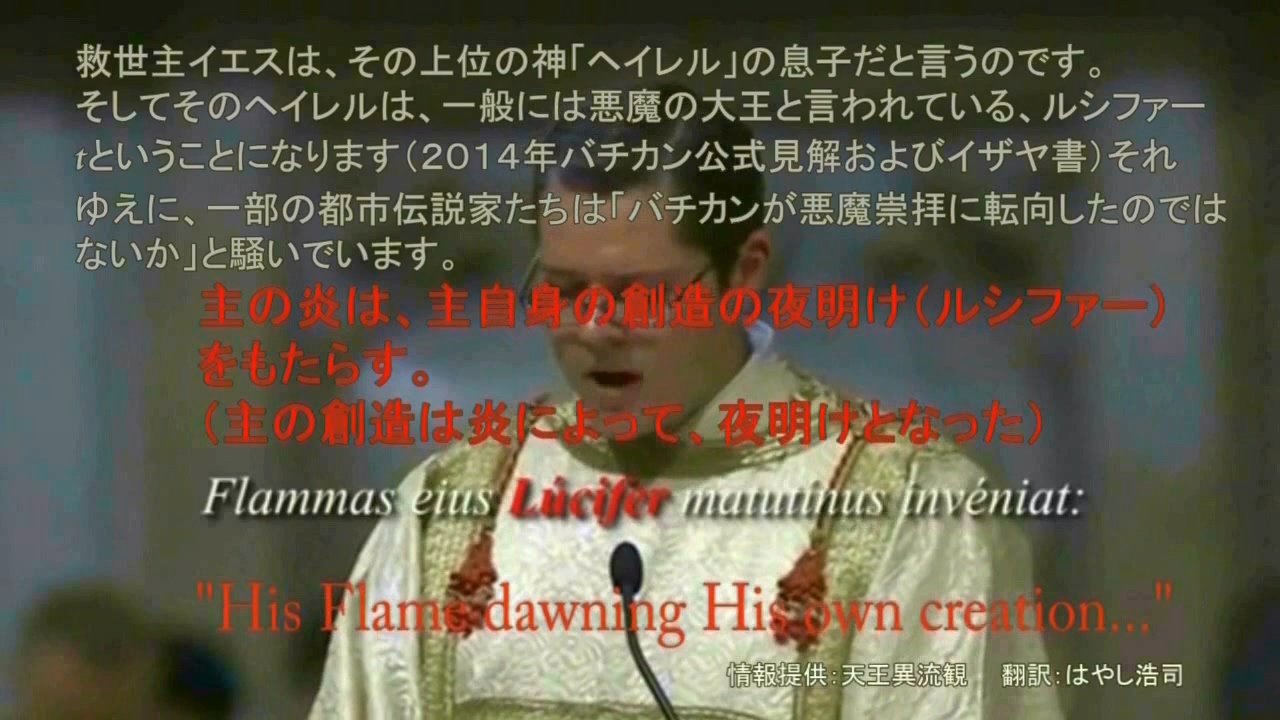 救世主イエスは、その上位の神「ヘイレル」の息子だと言うのです。
そしてそのヘイレルは、一般には悪魔の大王と言われている、ルシファー
tということになります（２０１４年バチカン公式見解およびイザヤ書）それ
ゆえに、一部の都市伝説家たちは「バチカンが悪魔崇拝に転向したのでは
ないか」と騒いでいます。
主の炎は、主自身の創造の夜明け（ルシファー）
をもたらす。
（主の創造は炎によって、夜明けとなった）
Flammas eius Lúcifer matutínus invéniat:
"His Flame dawning His own creation..."
情報提供：天王異流観　翻訳：はやし浩司